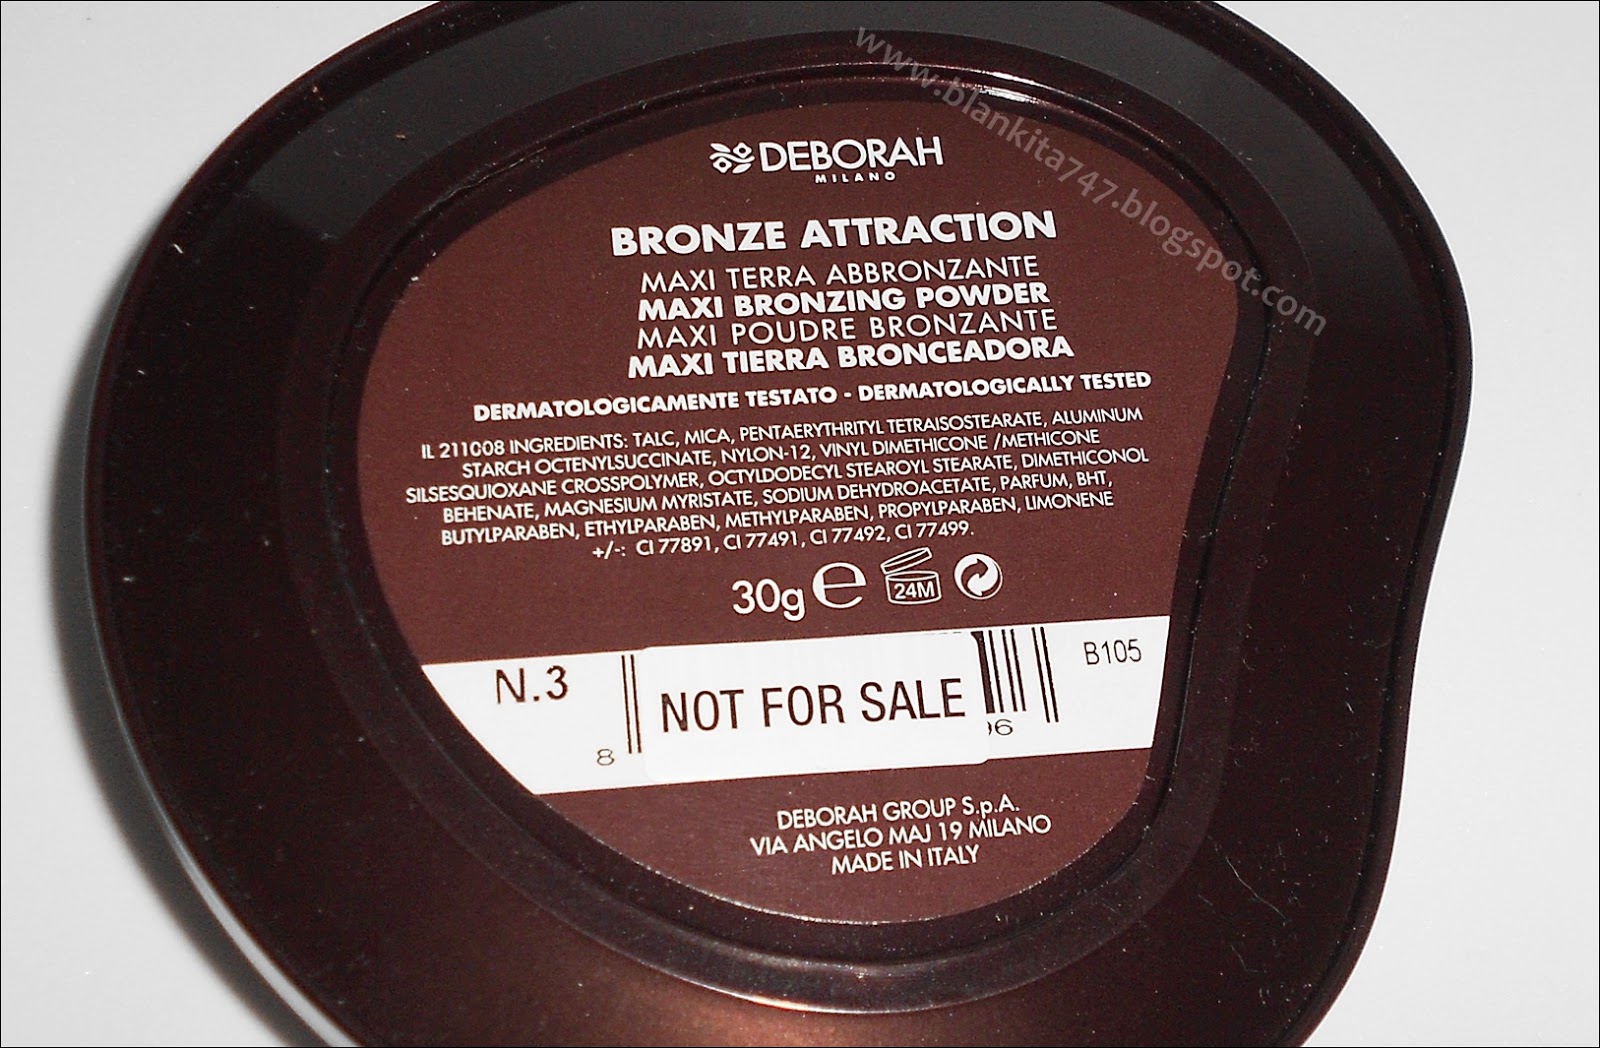 www.blankita747.blogspot.com
DEBORAH
MILANO
BRONZE ATTRACTION
MAXI TERRA ABBRONZANTE
MAXI BRONZING POWDER
MAXI POUDRE BRONZANTE
MAXI TIERRA BRONCEADORA
DERMATOLOGICAMENTE TESTATO - DERMATOLOGICALLY TESTED
IL 211008 INGREDIENTS: TALC, MICA, PENTAERYTHRITYL TETRAISOSTEARATE, ALUMINUM
STARCH OCTENYLSUCCINATE, NYLON-12, VINYL DIMETHICONE /METHICONE
SILSESQUIOXANE CROSSPOLYMER, OCTYLDODECYL STEAROYL STEARATE, DIMETHICONOL
BEHENATE, MAGNESIUM MYRISTATE, SODIUM DEHYDROACETATE, PARFUM, BHT,
BUTYLPARABEN, ETHYLPARABEN, METHYLPARABEN, PROPYLPARABEN, LIMONENE
+/-: CI 77891, CI 77491, CI 77492, CI 77499.
30g e 24M
N.3 NOT FOR SALE B105
8 6
DEBORAH GROUP S.p.A.
VIA ANGELO MAJ 19 MILANO
MADE IN ITALY